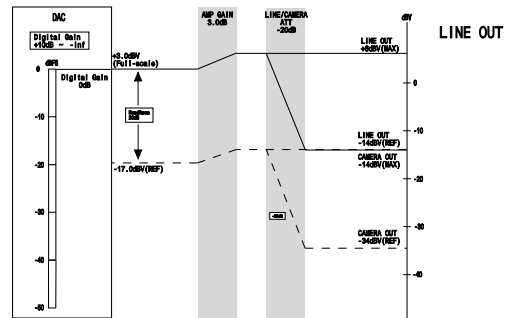 DAC
AMP GAIN
3.0dB
LINE/CAMERA
ATT
-20dB
dBV
LINE OUT
Digital Gain
+10dB ~ -Inf
dBFS
+3.0dBV
(Full-scale)
LINE OUT
+6dBV(MAX)
0
Digital Gain
0dB
0
HeadRoom
20dB
-10
-10
LINE OUT
-14dBV(REF)
CAMERA OUT
-14dBV(MAX)
-20
-17.0dBV(REF)
-20
-30
-30
CAMERA OUT
-34dBV(REF)
-40
-40
-50